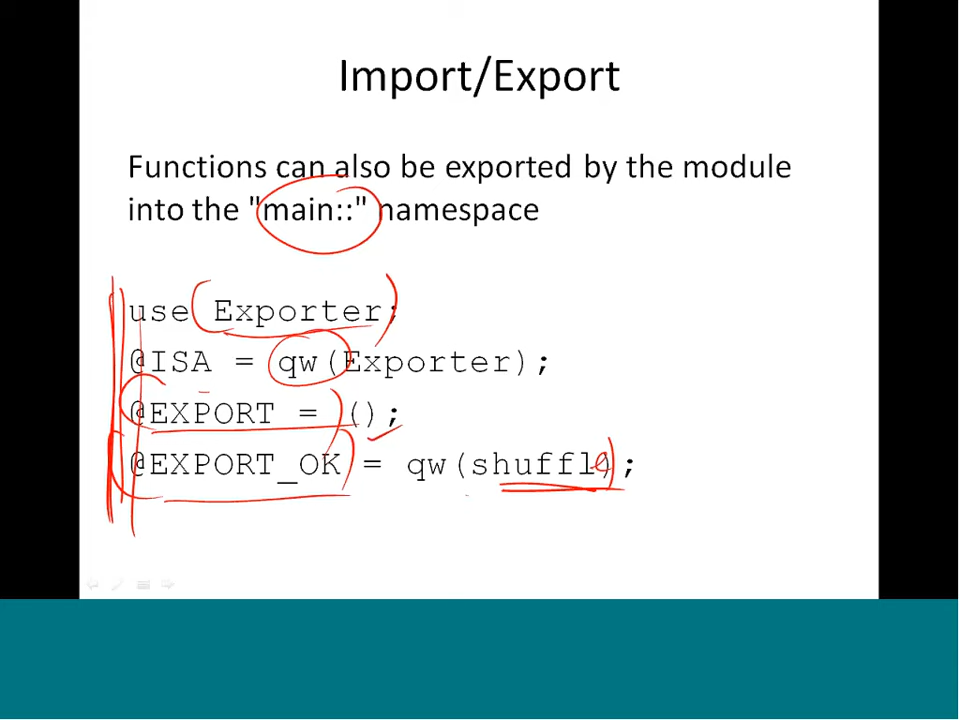 Import/Export
Functions can also be exported by the module
into the "main::" namespace
use Exporter;
@ISA = qw(Exporter);
@EXPORT = ();
@EXPORT_OK = qw(shuffle);